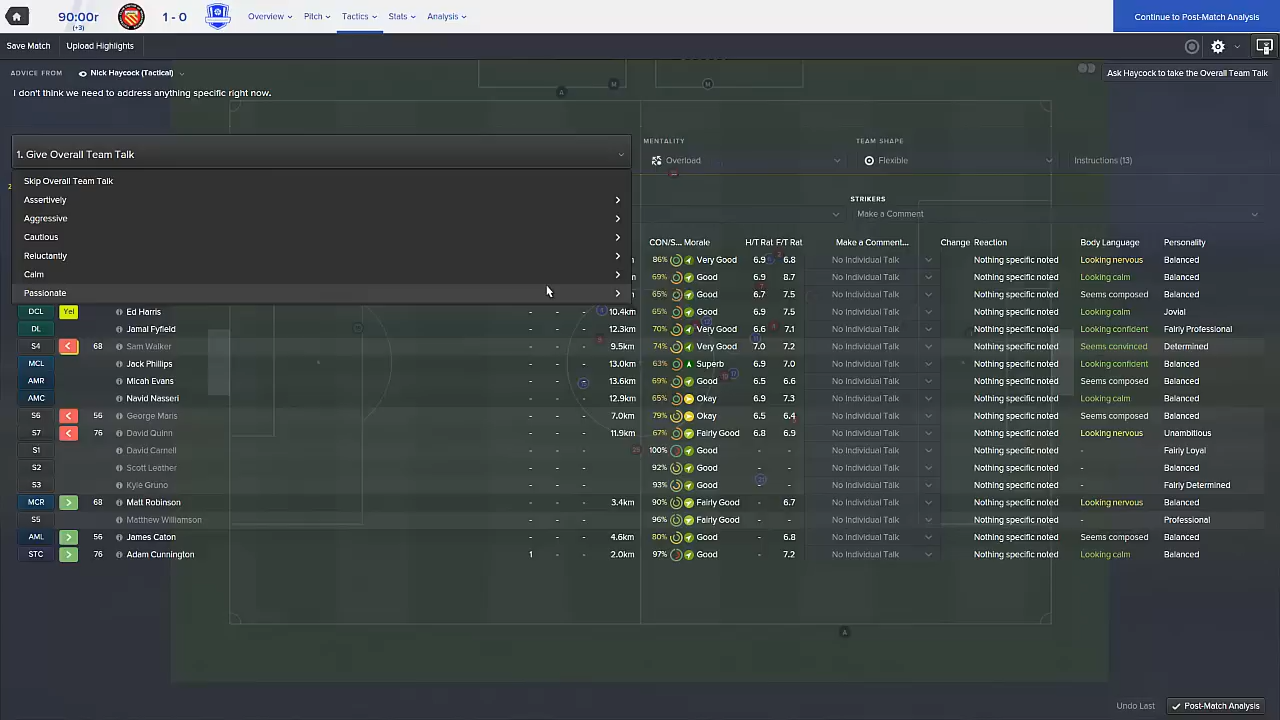 90:00r
(+3)
1 - 0
Overview
Pitch
Tactics
Stats
Analysis
Continue to Post-Match Analysis
Save Match
Upload Highlights
ADVICE FROM
Nick Haycock (Tactical)
Ask Haycock to take the Overall Team Talk
I don't think we need to address anything specific right now.
1. Give Overall Team Talk
MENTALITY
Overload
TEAM SHAPE
Flexible
Instructions (13)
Skip Overall Team Talk
Assertively
Aggressive
Cautious
Reluctantly
Calm
Passionate
STRIKERS
Make a Comment
CON/S... Morale H/T Rat F/T Rat Make a Comment... Change Reaction Body Language Personality
86% Very Good 6.9 6.8 No Individual Talk Nothing specific noted Looking nervous Balanced
69% Good 6.9 8.7 No Individual Talk Nothing specific noted Looking calm Balanced
65% Good 6.7 7.5 No Individual Talk Nothing specific noted Seems composed Balanced
DCL Yel Ed Harris - - - 10.4km 65% Good 6.9 7.5 No Individual Talk Nothing specific noted Looking calm Jovial
DL Jamal Fyfield - - - 12.3km 70% Very Good 6.6 7.1 No Individual Talk Nothing specific noted Looking confident Fairly Professional
S4 68 Sam Walker - - - 9.5km 74% Very Good 7.0 7.2 No Individual Talk Nothing specific noted Seems convinced Determined
MCL Jack Phillips - - - 13.0km 63% Superb 6.9 7.0 No Individual Talk Nothing specific noted Looking confident Balanced
AMR Micah Evans - - - 13.6km 69% Good 6.5 6.6 No Individual Talk Nothing specific noted Seems composed Balanced
AMC Navid Nasseri - - - 12.9km 65% Okay 6.9 7.3 No Individual Talk Nothing specific noted Looking calm Balanced
S6 56 George Maris - - - 7.0km 79% Okay 6.5 6.4 No Individual Talk Nothing specific noted Seems composed Balanced
S7 76 David Quinn - - - 11.9km 67% Fairly Good 6.8 6.9 No Individual Talk Nothing specific noted Looking nervous Unambitious
S1 David Carnell - - - 100% Good - - No Individual Talk Nothing specific noted - Fairly Loyal
S2 Scott Leather - - - 92% Good - - No Individual Talk Nothing specific noted - Balanced
S3 Kyle Gruno - - - 93% Good - - No Individual Talk Nothing specific noted - Fairly Determined
MCR 68 Matt Robinson - - - 3.4km 90% Fairly Good - 6.7 No Individual Talk Nothing specific noted Looking nervous Balanced
S5 Matthew Williamson - - - 96% Fairly Good - - No Individual Talk Nothing specific noted - Professional
AML 56 James Caton - - - 4.6km 80% Good - 6.8 No Individual Talk Nothing specific noted Seems composed Balanced
STC 76 Adam Cunnington 1 - - 2.0km 97% Good - 7.2 No Individual Talk Nothing specific noted Looking calm Balanced
Undo Last
Post-Match Analysis